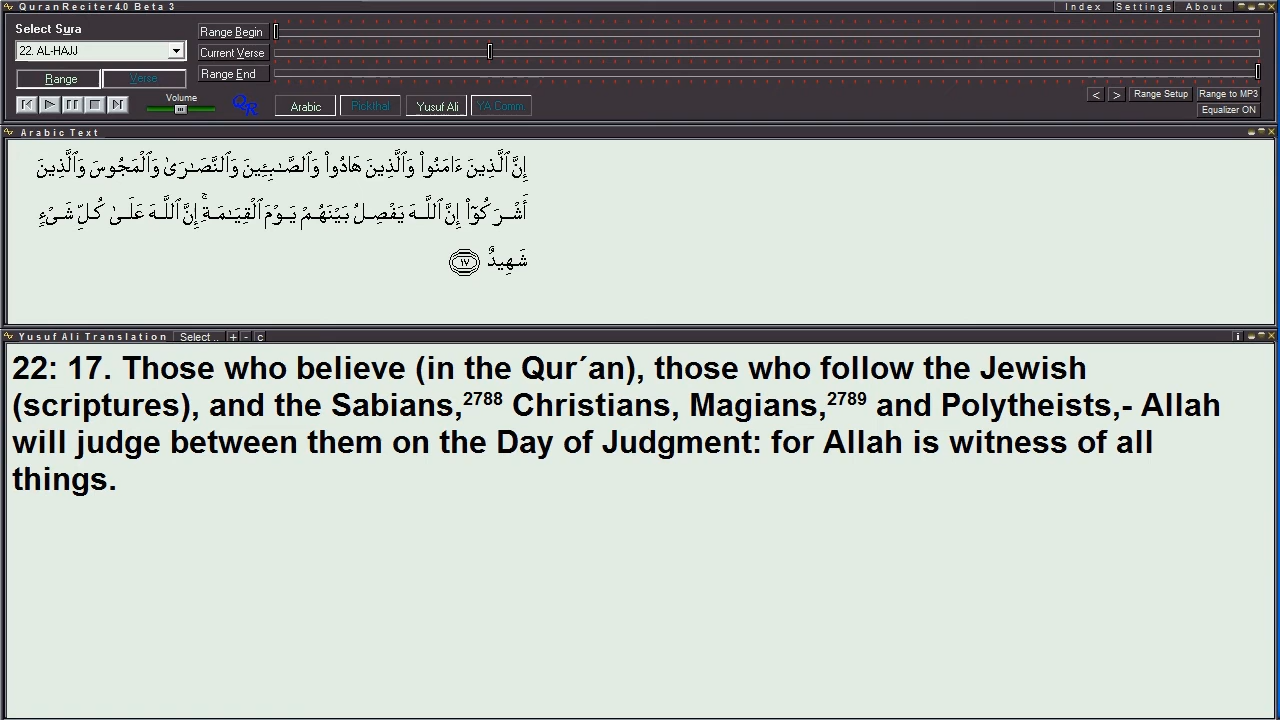 QuranReciter4.0 Beta 3
Index Settings About
Select Sura
22. AL-HAJJ
Range Verse
Volume
Range Begin
Current Verse
Range End
Arabic Pickthal Yusuf Ali YA Comm.
< > Range Setup Range to MP3
Equalizer ON
Arabic Text
إِنَّ ٱلَّذِينَ ءَامَنُوا۟ وَٱلَّذِينَ هَادُوا۟ وَٱلصَّـٰبِـِٔينَ وَٱلنَّصَـٰرَىٰ وَٱلْمَجُوسَ وَٱلَّذِينَ
أَشْرَكُوٓا۟ إِنَّ ٱللَّهَ يَفْصِلُ بَيْنَهُمْ يَوْمَ ٱلْقِيَـٰمَةِ ۚ إِنَّ ٱللَّهَ عَلَىٰ كُلِّ شَىْءٍ
شَهِيدٌ ١٧
Yusuf Ali Translation Select .. + - c i
22: 17. Those who believe (in the Qur´an), those who follow the Jewish
(scriptures), and the Sabians,2788 Christians, Magians,2789 and Polytheists,- Allah
will judge between them on the Day of Judgment: for Allah is witness of all
things.